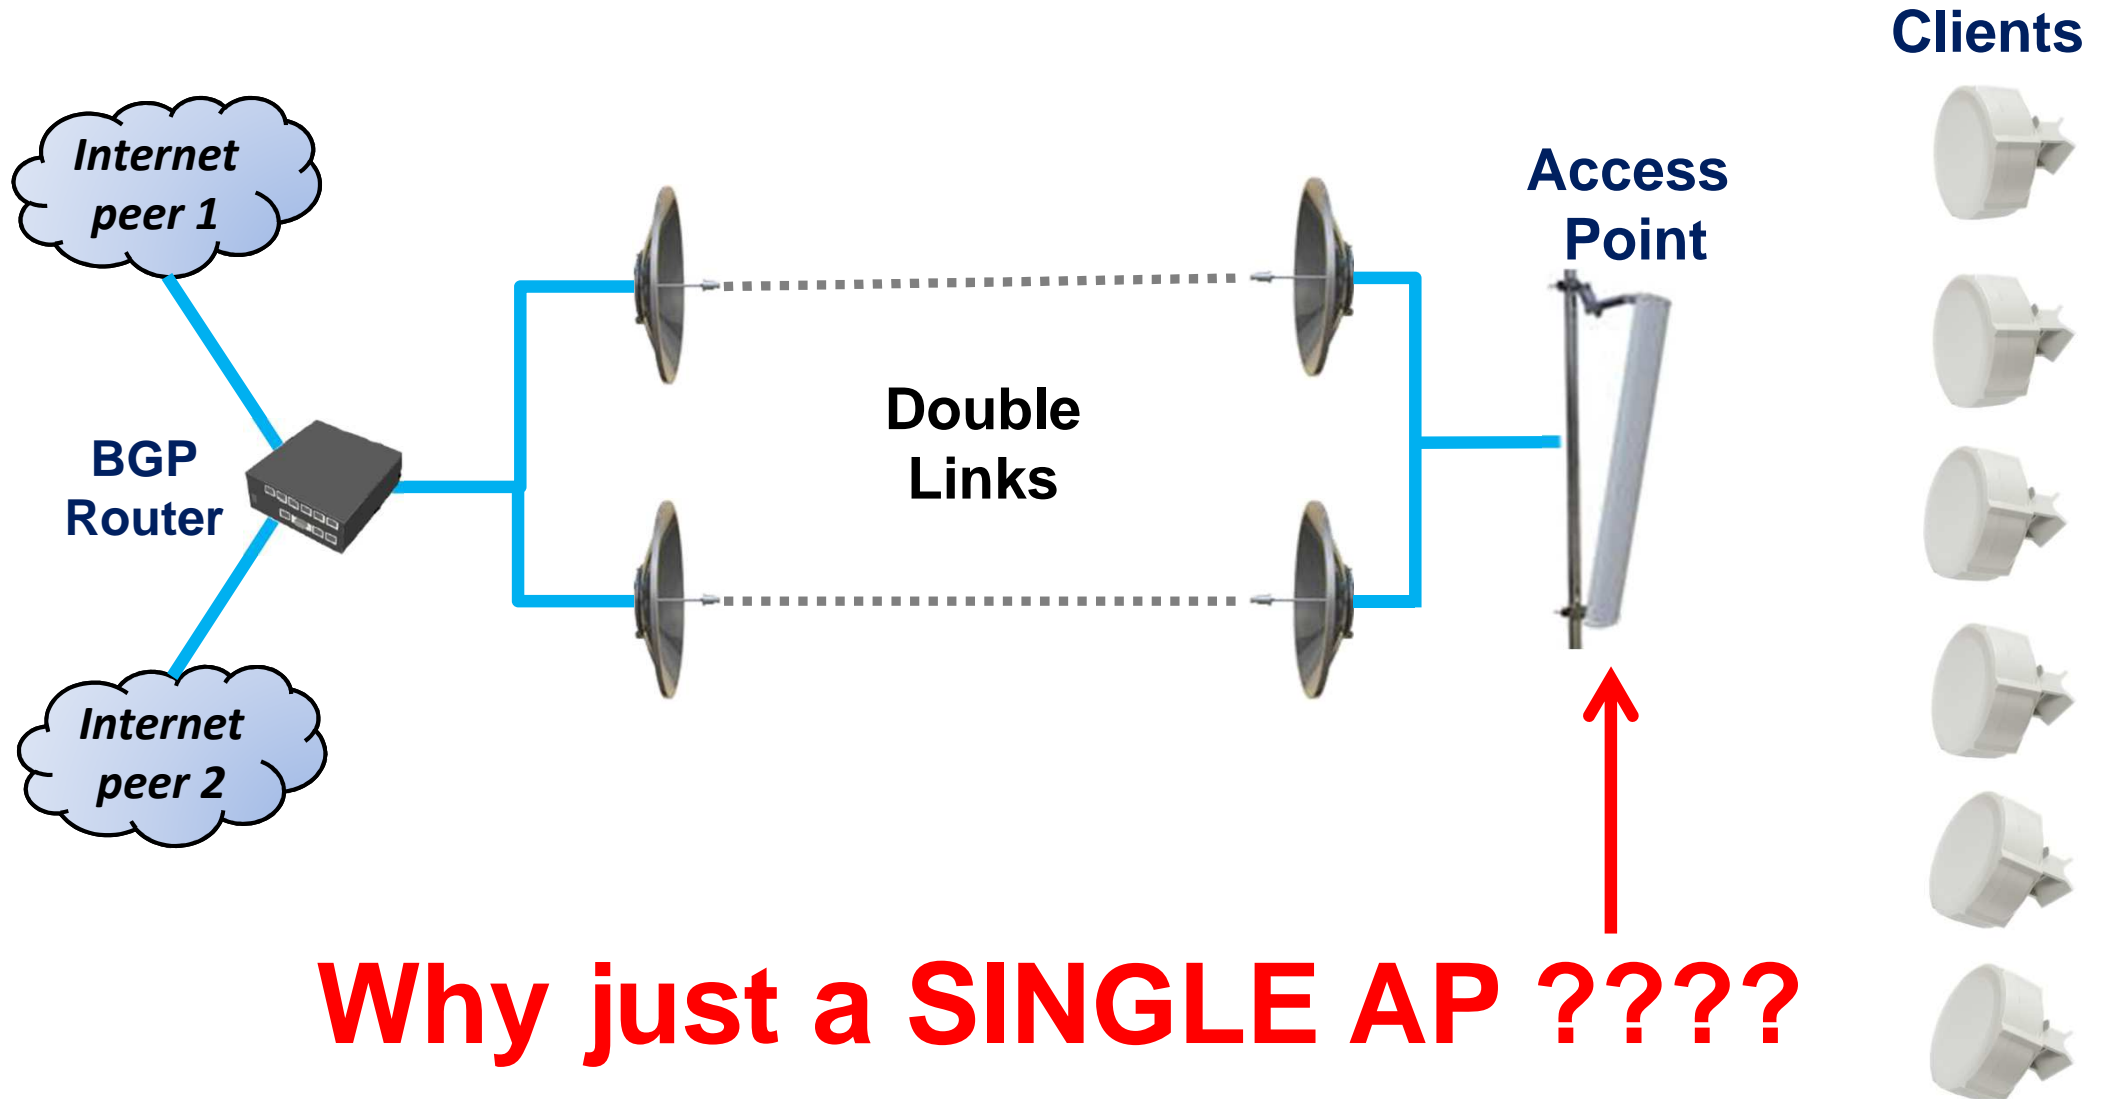 Clients
Internet
peer 1
Access
Point
Double
Links
BGP
Router
Internet
peer 2
Why just a SINGLE AP ????